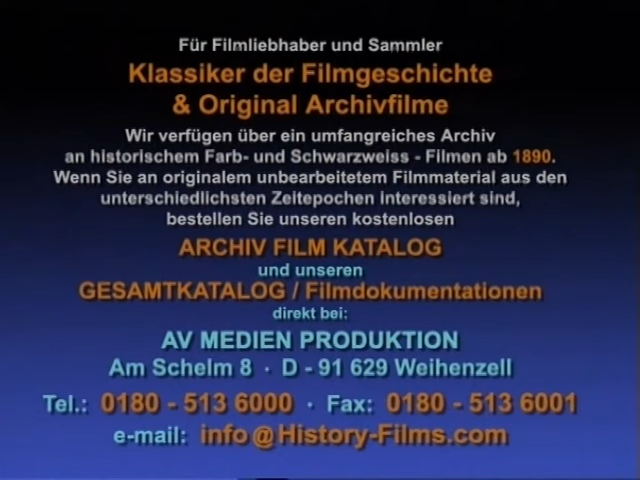 Für Filmliebhaber und Sammler
Klassiker der Filmgeschichte
& Original Archivfilme
Wir verfügen über ein umfangreiches Archiv
an historischem Farb- und Schwarzweiss - Filmen ab 1890.
Wenn Sie an originalem unbearbeitetem Filmmaterial aus den
unterschiedlichsten Zeitepochen interessiert sind,
bestellen Sie unseren kostenlosen
ARCHIV FILM KATALOG
und unseren
GESAMTKATALOG / Filmdokumentationen
direkt bei:
AV MEDIEN PRODUKTION
Am Schelm 8 · D - 91 629 Weihenzell
Tel.: 0180 - 513 6000 · Fax: 0180 - 513 6001
e-mail: info@History-Films.com